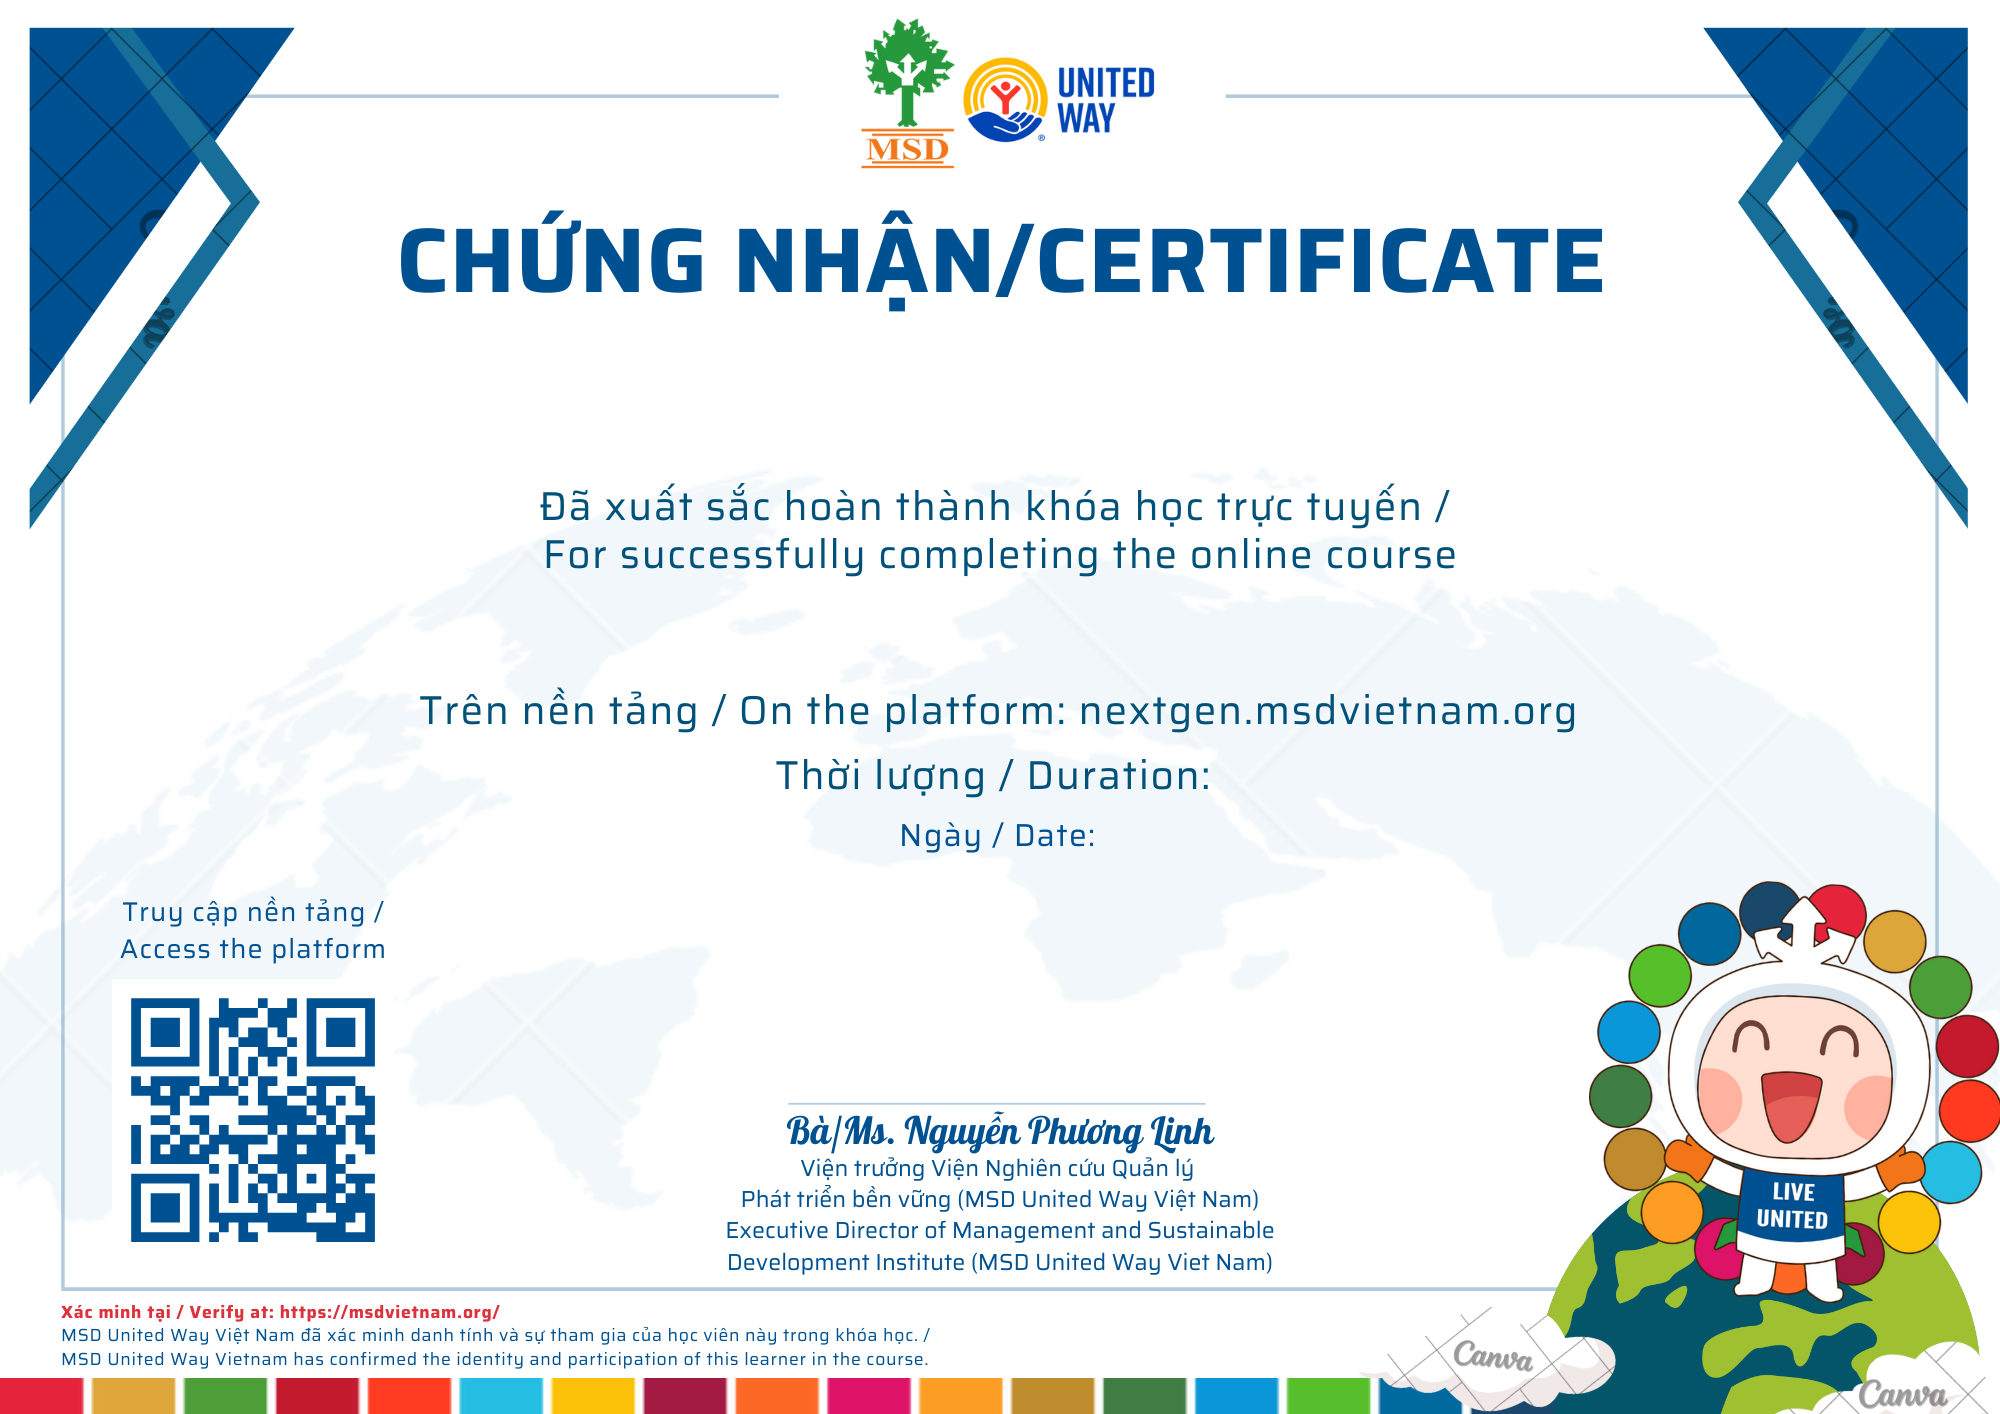 MSD
UNITED
WAY
CHỨNG NHẬN/CERTIFICATE
Đã xuất sắc hoàn thành khóa học trực tuyến /
For successfully completing the online course
Trên nền tảng / On the platform: nextgen.msdvietnam.org
Thời lượng / Duration:
Ngày / Date:
Truy cập nền tảng /
Access the platform
Bà/Ms. Nguyễn Phương Linh
Viện trưởng Viện Nghiên cứu Quản lý
Phát triển bền vững (MSD United Way Việt Nam)
Executive Director of Management and Sustainable
Development Institute (MSD United Way Viet Nam)
LIVE
UNITED
Xác minh tại / Verify at: https://msdvietnam.org/
MSD United Way Việt Nam đã xác minh danh tính và sự tham gia của học viên này trong khóa học. /
MSD United Way Vietnam has confirmed the identity and participation of this learner in the course.
Canva
Canva